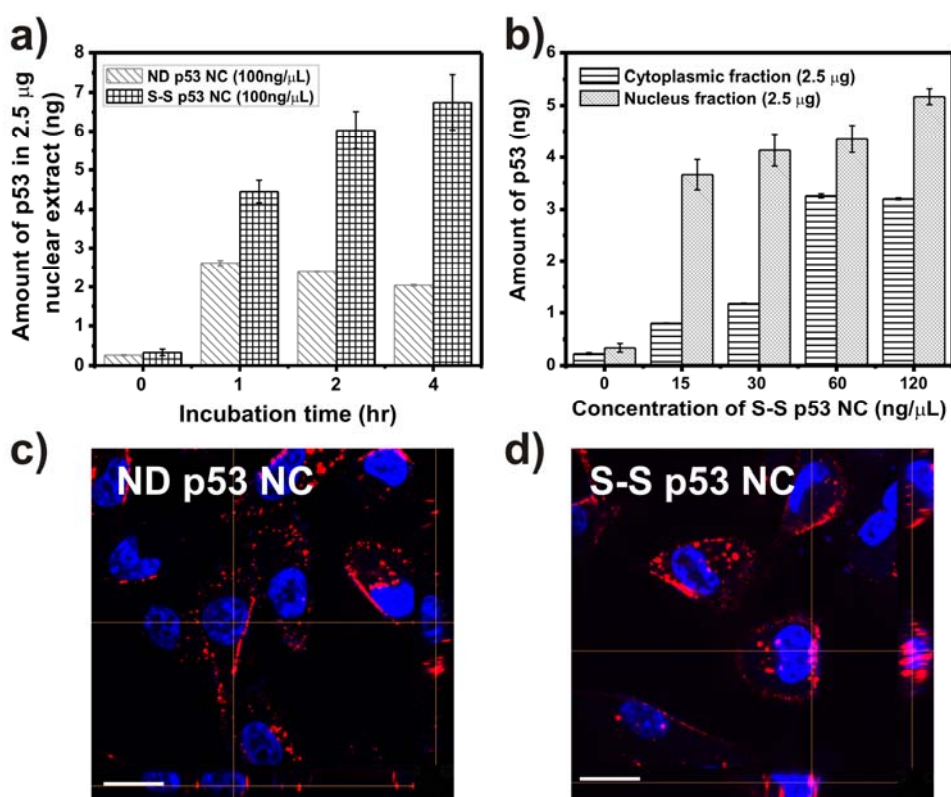 a)
Amount of p53 in 2.5 μg
nuclear extract (ng)
8
7
6
5
4
3
2
1
0
ND p53 NC (100ng/μL)
S-S p53 NC (100ng/μL)
0 1 2 4
Incubation time (hr)
b)
Amount of p53 (ng)
6
5
4
3
2
1
0
Cytoplasmic fraction (2.5 μg)
Nucleus fraction (2.5 μg)
0 15 30 60 120
Concentration of S-S p53 NC (ng/μL)
c)
ND p53 NC
d)
S-S p53 NC